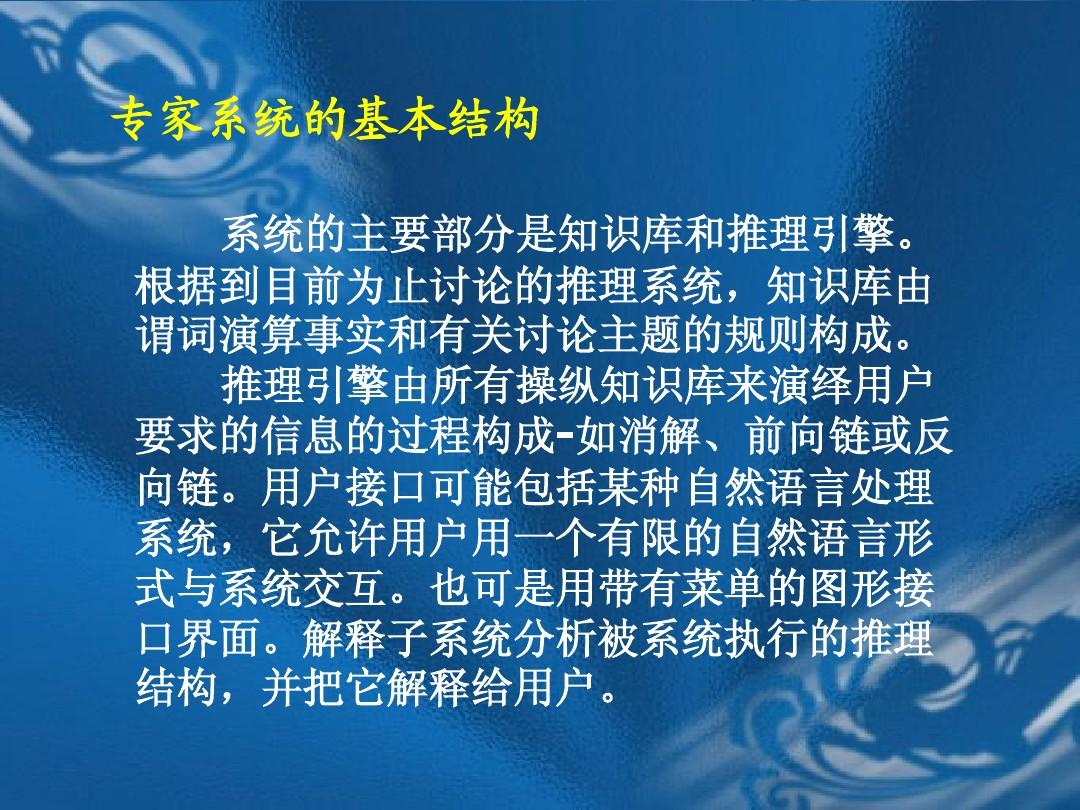 专家系统的基本结构
系统的主要部分是知识库和推理引擎。
根据到目前为止讨论的推理系统，知识库由
谓词演算事实和有关讨论主题的规则构成。
推理引擎由所有操纵知识库来演绎用户
要求的信息的过程构成-如消解、前向链或反
向链。用户接口可能包括某种自然语言处理
系统，它允许用户用一个有限的自然语言形
式与系统交互。也可是用带有菜单的图形接
口界面。解释子系统分析被系统执行的推理
结构，并把它解释给用户。